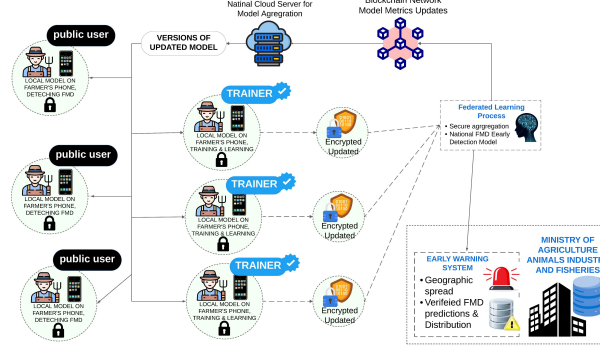 Natinal Cloud Server for
Model Agregration
Blockchain Network
Model Metrics Updates
public user
VERSIONS OF
UPDATED MODEL
LOCAL MODEL ON
FARMER'S PHONE,
DETECHING FMD
TRAINER
LOCAL MODEL ON
FARMER'S PHONE,
TRAINING & LEARNING
Encrypted
Updated
Federated Learning
Process
• Secure agrgregation
• National FMD Eearly
Detection Model
public user
LOCAL MODEL ON
FARMER'S PHONE,
DETECHING FMD
TRAINER
LOCAL MODEL ON
FARMER'S PHONE,
TRAINING & LEARNING
Encrypted
Updated
public user
LOCAL MODEL ON
FARMER'S PHONE,
DETECHING FMD
TRAINER
LOCAL MODEL ON
FARMER'S PHONE,
TRAINING & LEARNING
Encrypted
Updated
EARLY WARNING
SYSTEM
• Geographic
spread
• Verifeied FMD
predictions &
Distribution
MINISTRY OF
AGRICULTURE
ANIMALS INDUSTR
AND FISHERIES